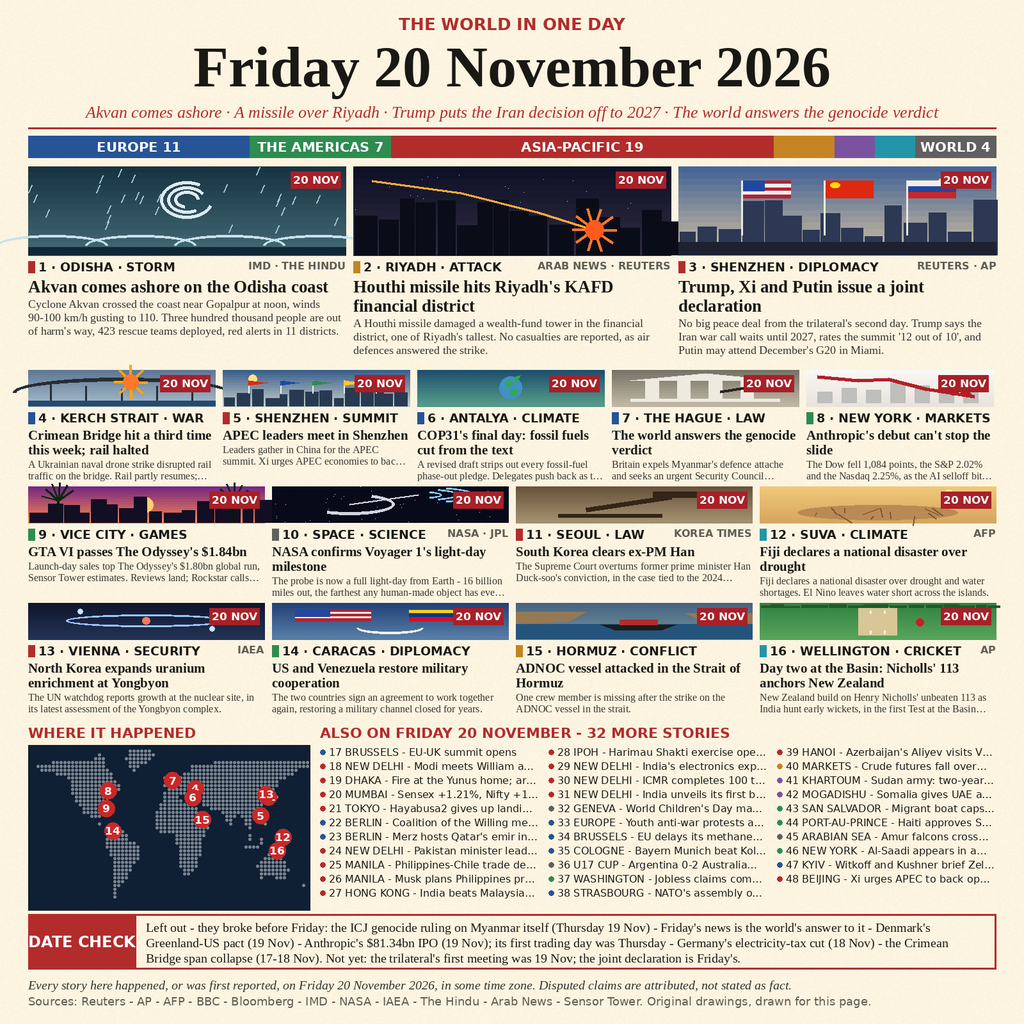 THE WORLD IN ONE DAY
Friday 20 November 2026
Akvan comes ashore · A missile over Riyadh · Trump puts the Iran decision off to 2027 · The world answers the genocide verdict
EUROPE 11
THE AMERICAS 7
ASIA-PACIFIC 19
WORLD 4
20 NOV
1 · ODISHA · STORM
IMD · THE HINDU
Akvan comes ashore on the Odisha coast
Cyclone Akvan crossed the coast near Gopalpur at noon, winds
90-100 km/h gusting to 110. Three hundred thousand people are out
of harm's way, 423 rescue teams deployed, red alerts in 11 districts.
20 NOV
2 · RIYADH · ATTACK
ARAB NEWS · REUTERS
Houthi missile hits Riyadh's KAFD
financial district
A Houthi missile damaged a wealth-fund tower in the financial
district, one of Riyadh's tallest. No casualties are reported, as air
defences answered the strike.
20 NOV
3 · SHENZHEN · DIPLOMACY
REUTERS · AP
Trump, Xi and Putin issue a joint
declaration
No big peace deal from the trilateral's second day. Trump says the
Iran war call waits until 2027, rates the summit '12 out of 10', and
Putin may attend December's G20 in Miami.
20 NOV
4 · KERCH STRAIT · WAR
Crimean Bridge hit a third time
this week; rail halted
A Ukrainian naval drone strike disrupted rail
traffic on the bridge. Rail partly resumes;...
20 NOV
5 · SHENZHEN · SUMMIT
APEC leaders meet in Shenzhen
Leaders gather in China for the APEC
summit. Xi urges APEC economies to bac...
20 NOV
6 · ANTALYA · CLIMATE
COP31's final day: fossil fuels
cut from the text
A revised draft strips out every fossil-fuel
phase-out pledge. Delegates push back as t...
20 NOV
7 · THE HAGUE · LAW
The world answers the genocide
verdict
Britain expels Myanmar's defence attache
and seeks an urgent Security Council...
20 NOV
8 · NEW YORK · MARKETS
Anthropic's debut can't stop the
slide
The Dow fell 1,084 points, the S&P 2.02%
and the Nasdaq 2.25%, as the AI selloff bit...
20 NOV
9 · VICE CITY · GAMES
GTA VI passes The Odyssey's $1.84bn
Launch-day sales top The Odyssey's $1.80bn global run,
Sensor Tower estimates. Reviews land; Rockstar calls...
20 NOV
10 · SPACE · SCIENCE
NASA · JPL
NASA confirms Voyager 1's light-day
milestone
The probe is now a full light-day from Earth - 16 billion
miles out, the farthest any human-made object has eve...
20 NOV
11 · SEOUL · LAW
KOREA TIMES
South Korea clears ex-PM Han
The Supreme Court overturns former prime minister Han
Duck-soo's conviction, in the case tied to the 2024...
20 NOV
12 · SUVA · CLIMATE
AFP
Fiji declares a national disaster over
drought
Fiji declares a national disaster over drought and water
shortages. El Nino leaves water short across the islands.
20 NOV
13 · VIENNA · SECURITY
IAEA
North Korea expands uranium
enrichment at Yongbyon
The UN watchdog reports growth at the nuclear site, in
its latest assessment of the Yongbyon complex.
20 NOV
14 · CARACAS · DIPLOMACY
US and Venezuela restore military
cooperation
The two countries sign an agreement to work together
again, restoring a military channel closed for years.
20 NOV
15 · HORMUZ · CONFLICT
ADNOC vessel attacked in the Strait of
Hormuz
One crew member is missing after the strike on the
ADNOC vessel in the strait.
20 NOV
16 · WELLINGTON · CRICKET
AP
Day two at the Basin: Nicholls' 113
anchors New Zealand
New Zealand build on Henry Nicholls' unbeaten 113 as
India hunt early wickets, in the first Test at the Basin...
WHERE IT HAPPENED
8
9
14
7
4
6
15
13
5
12
16
ALSO ON FRIDAY 20 NOVEMBER - 32 MORE STORIES
17 BRUSSELS - EU-UK summit opens
18 NEW DELHI - Modi meets William a...
19 DHAKA - Fire at the Yunus home; ar...
20 MUMBAI - Sensex +1.21%, Nifty +1...
21 TOKYO - Hayabusa2 gives up landi...
22 BERLIN - Coalition of the Willing me...
23 BERLIN - Merz hosts Qatar's emir in...
24 NEW DELHI - Pakistan minister lead...
25 MANILA - Philippines-Chile trade de...
26 MANILA - Musk plans Philippines pr...
27 HONG KONG - India beats Malaysia...
28 IPOH - Harimau Shakti exercise ope...
29 NEW DELHI - India's electronics exp...
30 NEW DELHI - ICMR completes 100 t...
31 NEW DELHI - India unveils its first b...
32 GENEVA - World Children's Day ma...
33 EUROPE - Youth anti-war protests a...
34 BRUSSELS - EU delays its methane...
35 COLOGNE - Bayern Munich beat Kol...
36 U17 CUP - Argentina 0-2 Australia...
37 WASHINGTON - Jobless claims com...
38 STRASBOURG - NATO's assembly o...
39 HANOI - Azerbaijan's Aliyev visits V...
40 MARKETS - Crude futures fall over...
41 KHARTOUM - Sudan army: two-year...
42 MOGADISHU - Somalia gives UAE a...
43 SAN SALVADOR - Migrant boat caps...
44 PORT-AU-PRINCE - Haiti approves S...
45 ARABIAN SEA - Amur falcons cross...
46 NEW YORK - Al-Saadi appears in a...
47 KYIV - Witkoff and Kushner brief Zel...
48 BEIJING - Xi urges APEC to back op...
DATE CHECK
Left out - they broke before Friday: the ICJ genocide ruling on Myanmar itself (Thursday 19 Nov) - Friday's news is the world's answer to it - Denmark's
Greenland-US pact (19 Nov) - Anthropic's $81.34bn IPO (19 Nov); its first trading day was Thursday - Germany's electricity-tax cut (18 Nov) - the Crimean
Bridge span collapse (17-18 Nov). Not yet: the trilateral's first meeting was 19 Nov; the joint declaration is Friday's.
Every story here happened, or was first reported, on Friday 20 November 2026, in some time zone. Disputed claims are attributed, not stated as fact.
Sources: Reuters - AP - AFP - BBC - Bloomberg - IMD - NASA - IAEA - The Hindu - Arab News - Sensor Tower. Original drawings, drawn for this page.